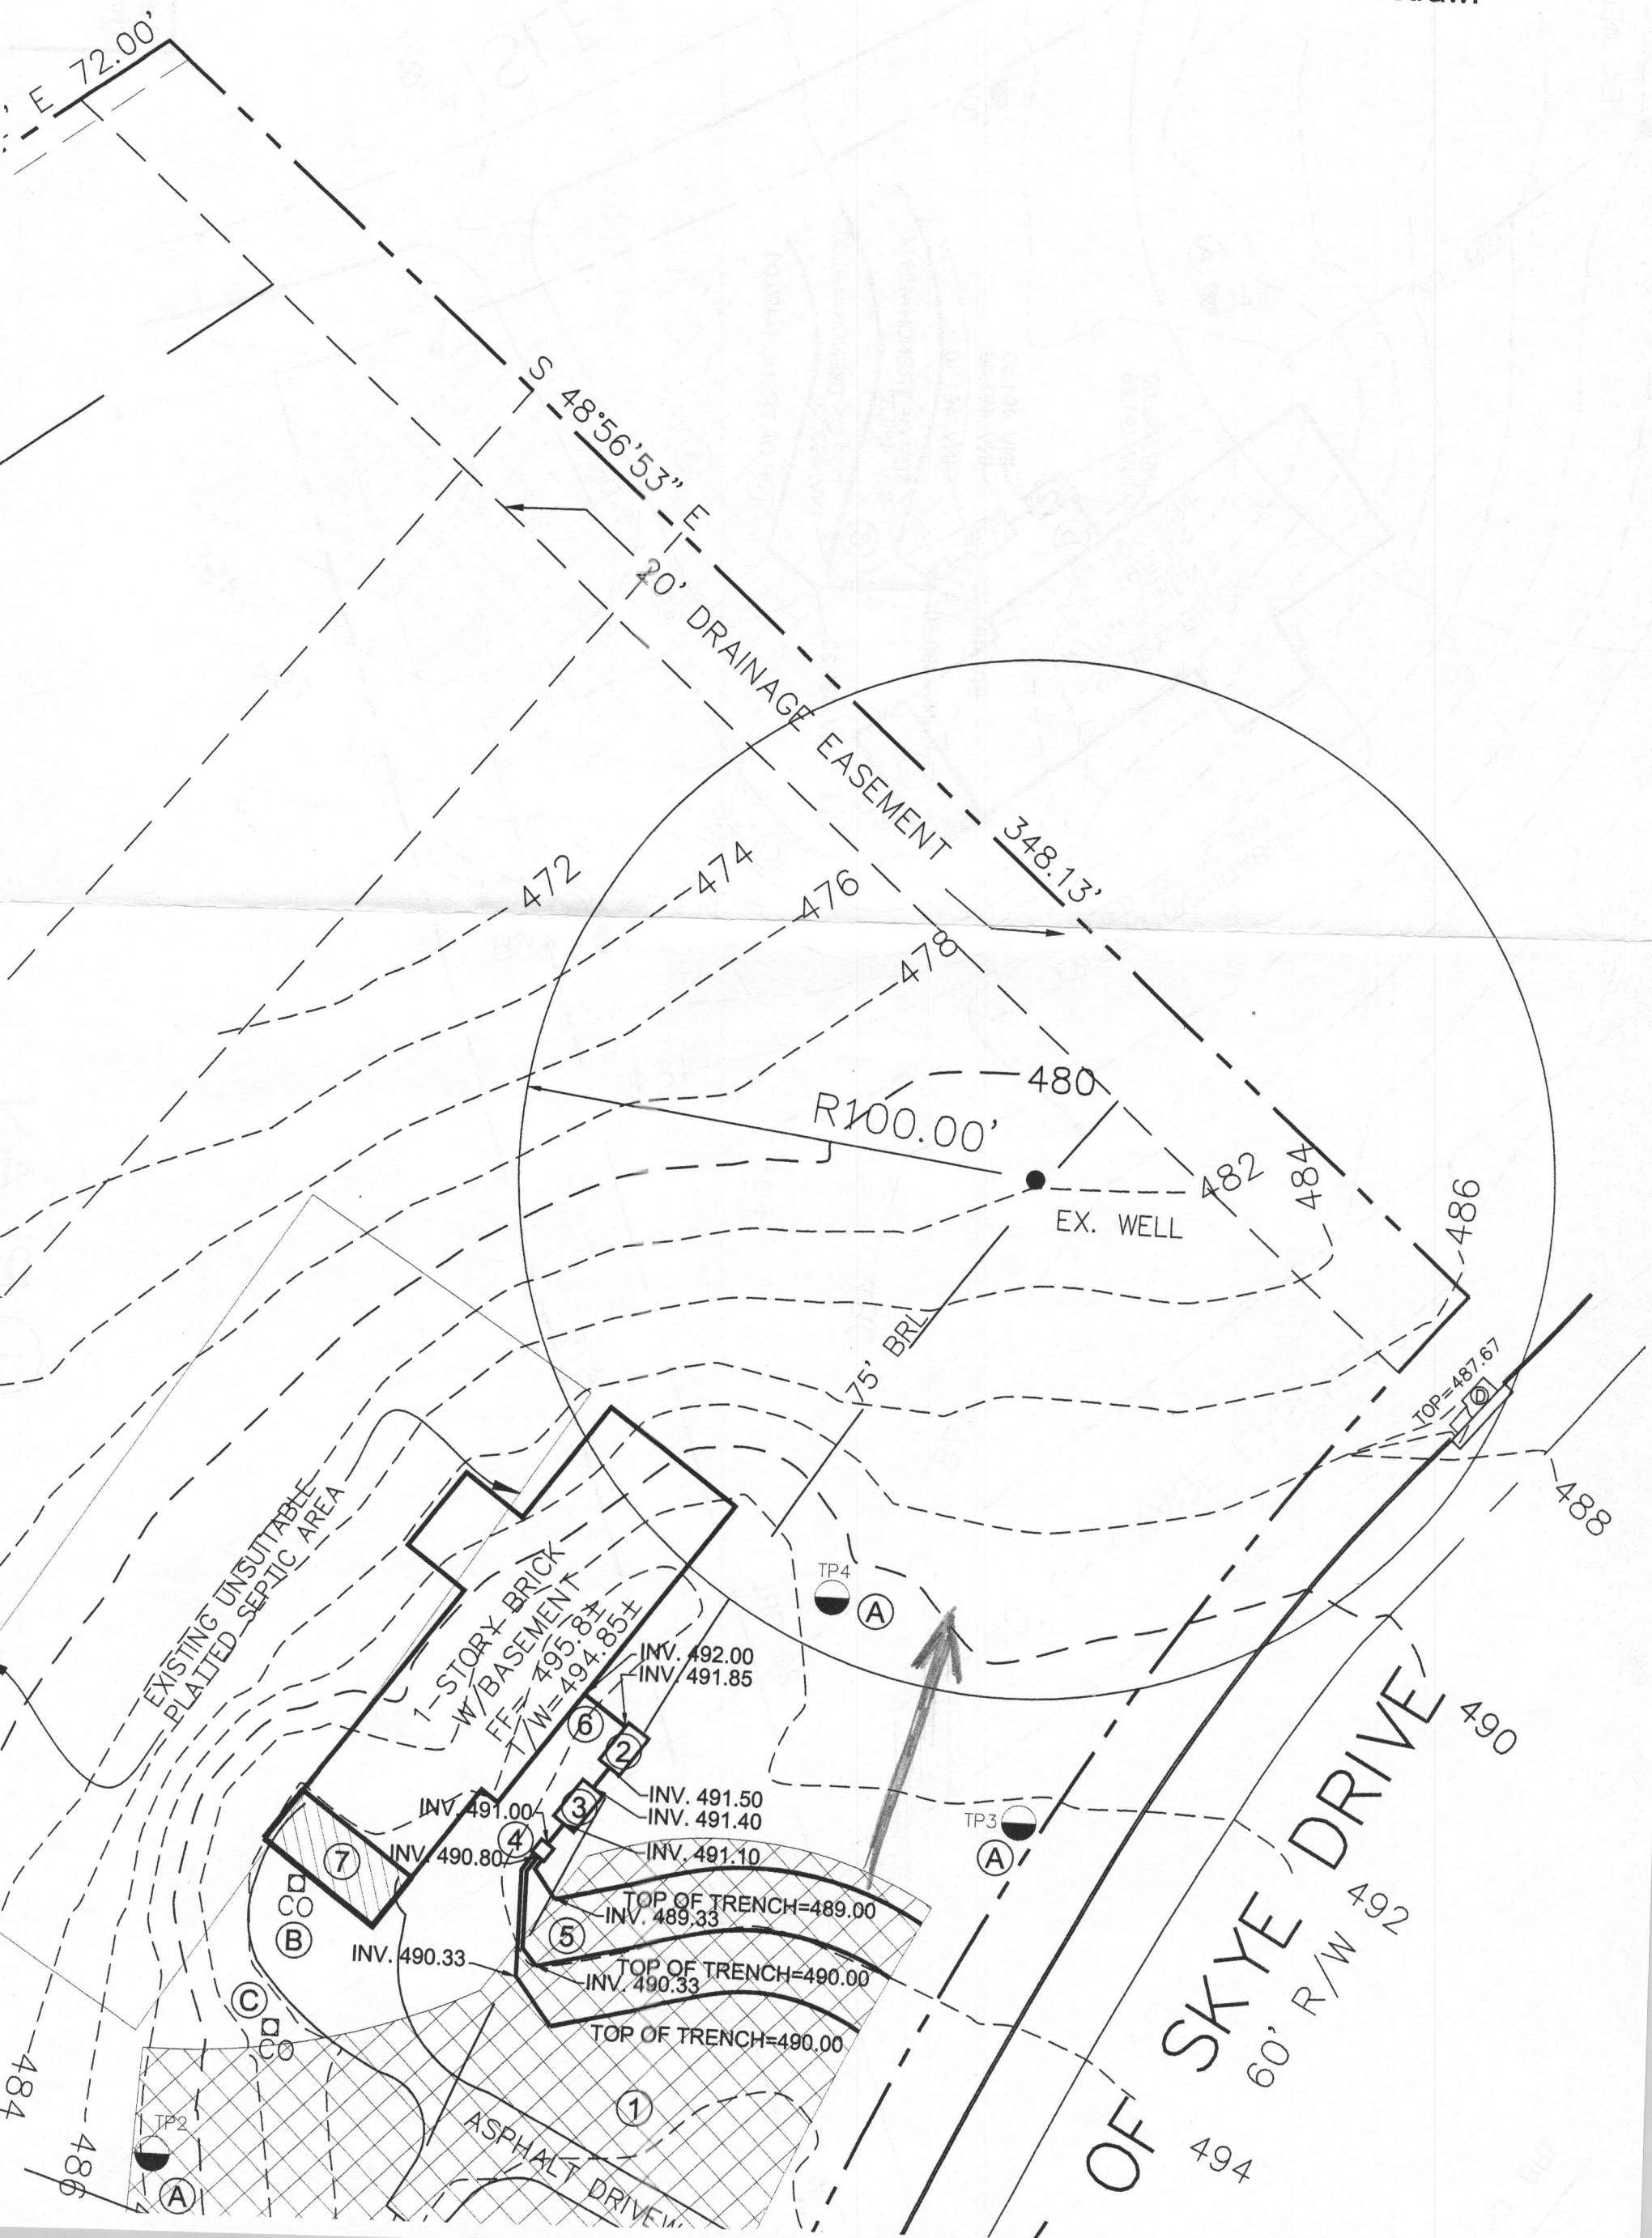 E 72.00'
S 48°56'53" E
20' DRAINAGE EASEMENT
348.13'
472
474
476
478
480
R100.00'
482
484
486
EX. WELL
75' BRL
TOP=487.67
488
EXISTING UNSUITABLE
PLATTED SEPTIC AREA
1-STORY BRICK
W/BASEMENT
FF= 495.8±
T/W=494.85±
TP4
A
INV. 492.00
INV. 491.85
6
2
490
INV. 491.50
INV. 491.40
3
INV. 491.00
4
INV. 490.80
INV. 491.10
7
TP3
A
CO
B
TOP OF TRENCH=489.00
INV. 489.33
5
492
INV. 490.33
TOP OF TRENCH=490.00
INV. 490.33
C
CO
TOP OF TRENCH=490.00
1
OF SKYE DRIVE
60' R/W
494
484
486
TP2
A
ASPHALT DRIVEW